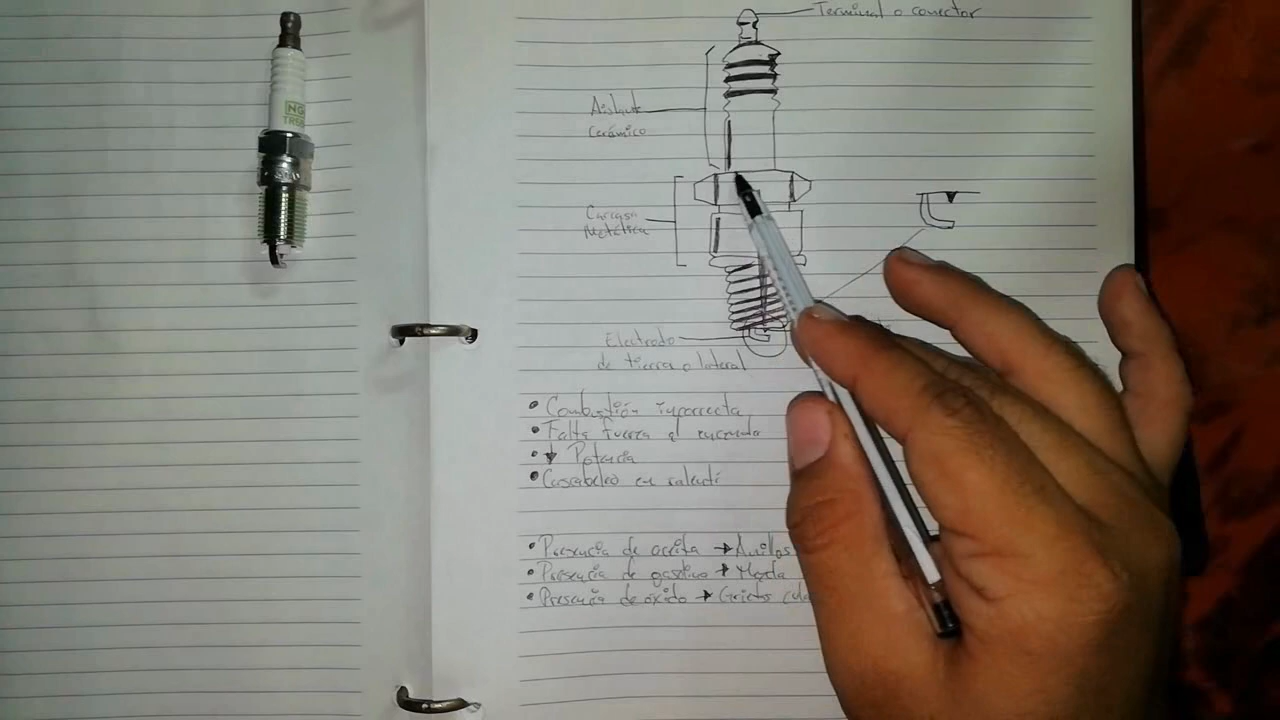 Terminal o conector
NGK
TR6
Aislante
Cerámico
Carcasa
Metálica
Electrodo
de tierra o lateral
• Combustión incorrecta
• Falta fuerza al
• ↓ Potencia
• Cascabeleo en ralentí
• Presencia de aceite → Anillos
• Presencia de gasolina → Mezcla
• Presencia de óxido → Grietas